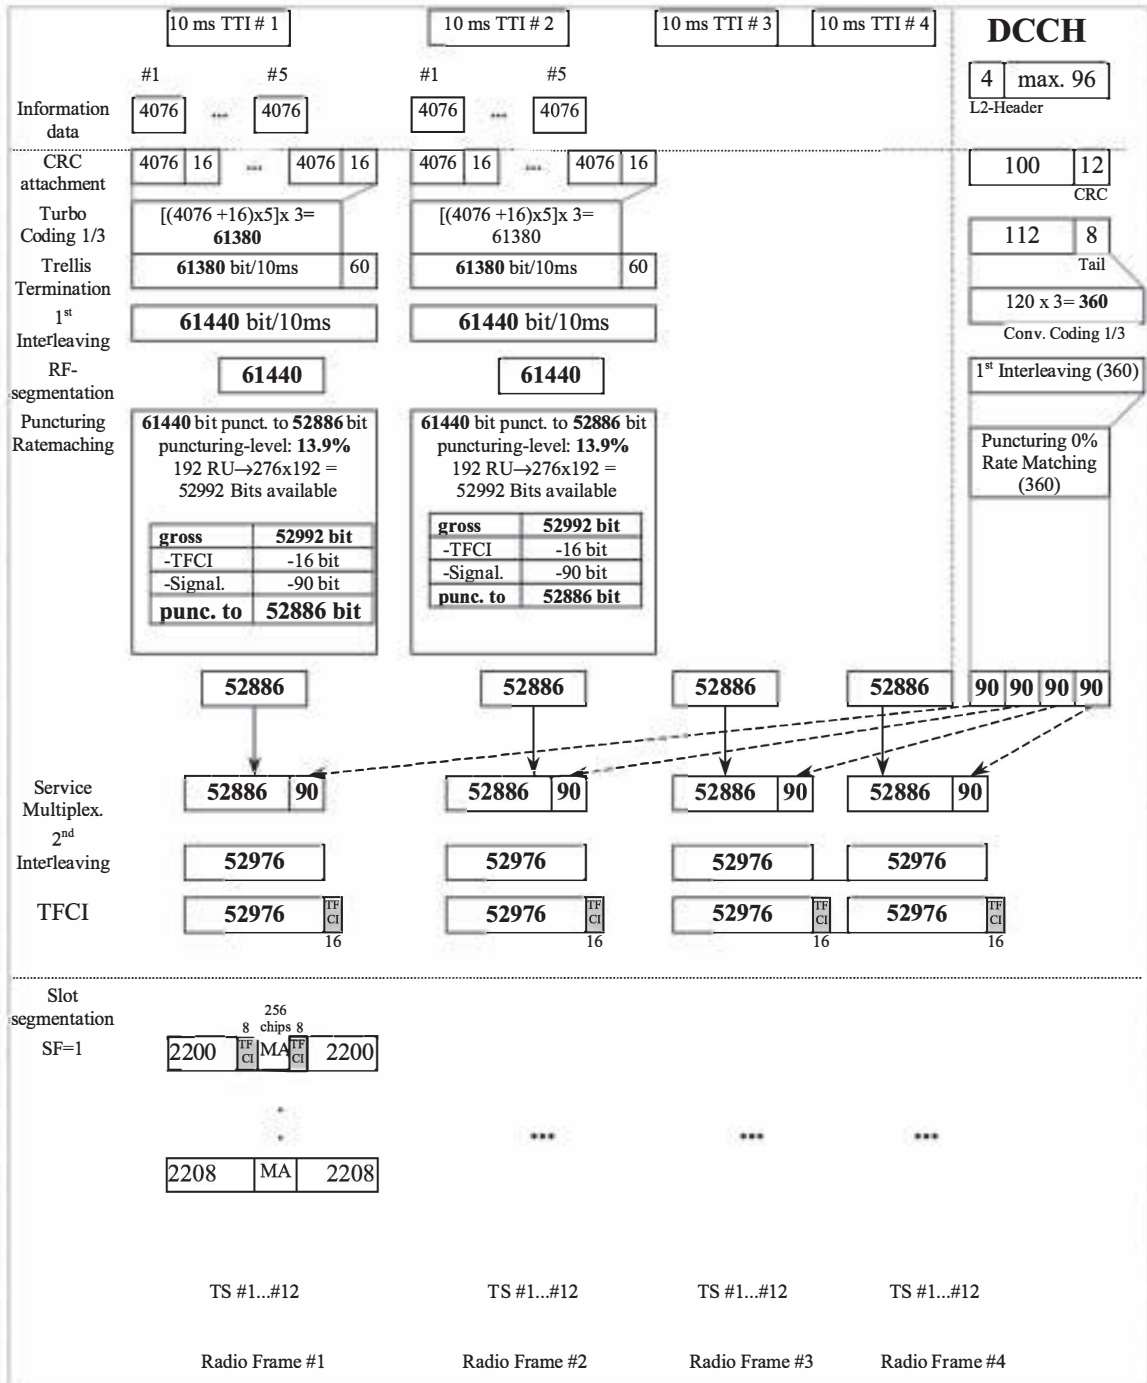 10 ms TTI # 1 10 ms TTI # 2 10 ms TTI # 3 10 ms TTI # 4 DCCH
#1 #5 #1 #5
4 max. 96
L2-Header
Information data 4076 ... 4076 4076 ... 4076
CRC attachment 4076 16 ... 4076 16 4076 16 ... 4076 16 100 12
CRC
Turbo Coding 1/3 [(4076 +16)x5]x 3= 61380 [(4076 +16)x5]x 3= 61380 112 8
Tail
Trellis Termination 61380 bit/10ms 60 61380 bit/10ms 60
120 x 3= 360
Conv. Coding 1/3
1st Interleaving 61440 bit/10ms 61440 bit/10ms
RF-segmentation 61440 61440 1st Interleaving (360)
Puncturing Ratemaching
61440 bit punct. to 52886 bit 61440 bit punct. to 52886 bit
puncturing-level: 13.9% puncturing-level: 13.9%
192 RU→276x192 = 192 RU→276x192 =
52992 Bits available 52992 Bits available
Puncturing 0%
Rate Matching
(360)
gross 52992 bit gross 52992 bit
-TFCI -16 bit -TFCI -16 bit
-Signal. -90 bit -Signal. -90 bit
punc. to 52886 bit punc. to 52886 bit
52886 52886 52886 52886 90 90 90 90
Service Multiplex. 52886 90 52886 90 52886 90 52886 90
2nd Interleaving 52976 52976 52976 52976
TFCI 52976 TF CI 52976 TF CI 52976 TF CI 52976 TF CI
16 16 16 16
Slot segmentation
SF=1
256
8 chips 8
2200 TF CI MA TF CI 2200
... ... ...
2208 MA 2208
TS #1...#12 TS #1...#12 TS #1...#12 TS #1...#12
Radio Frame #1 Radio Frame #2 Radio Frame #3 Radio Frame #4